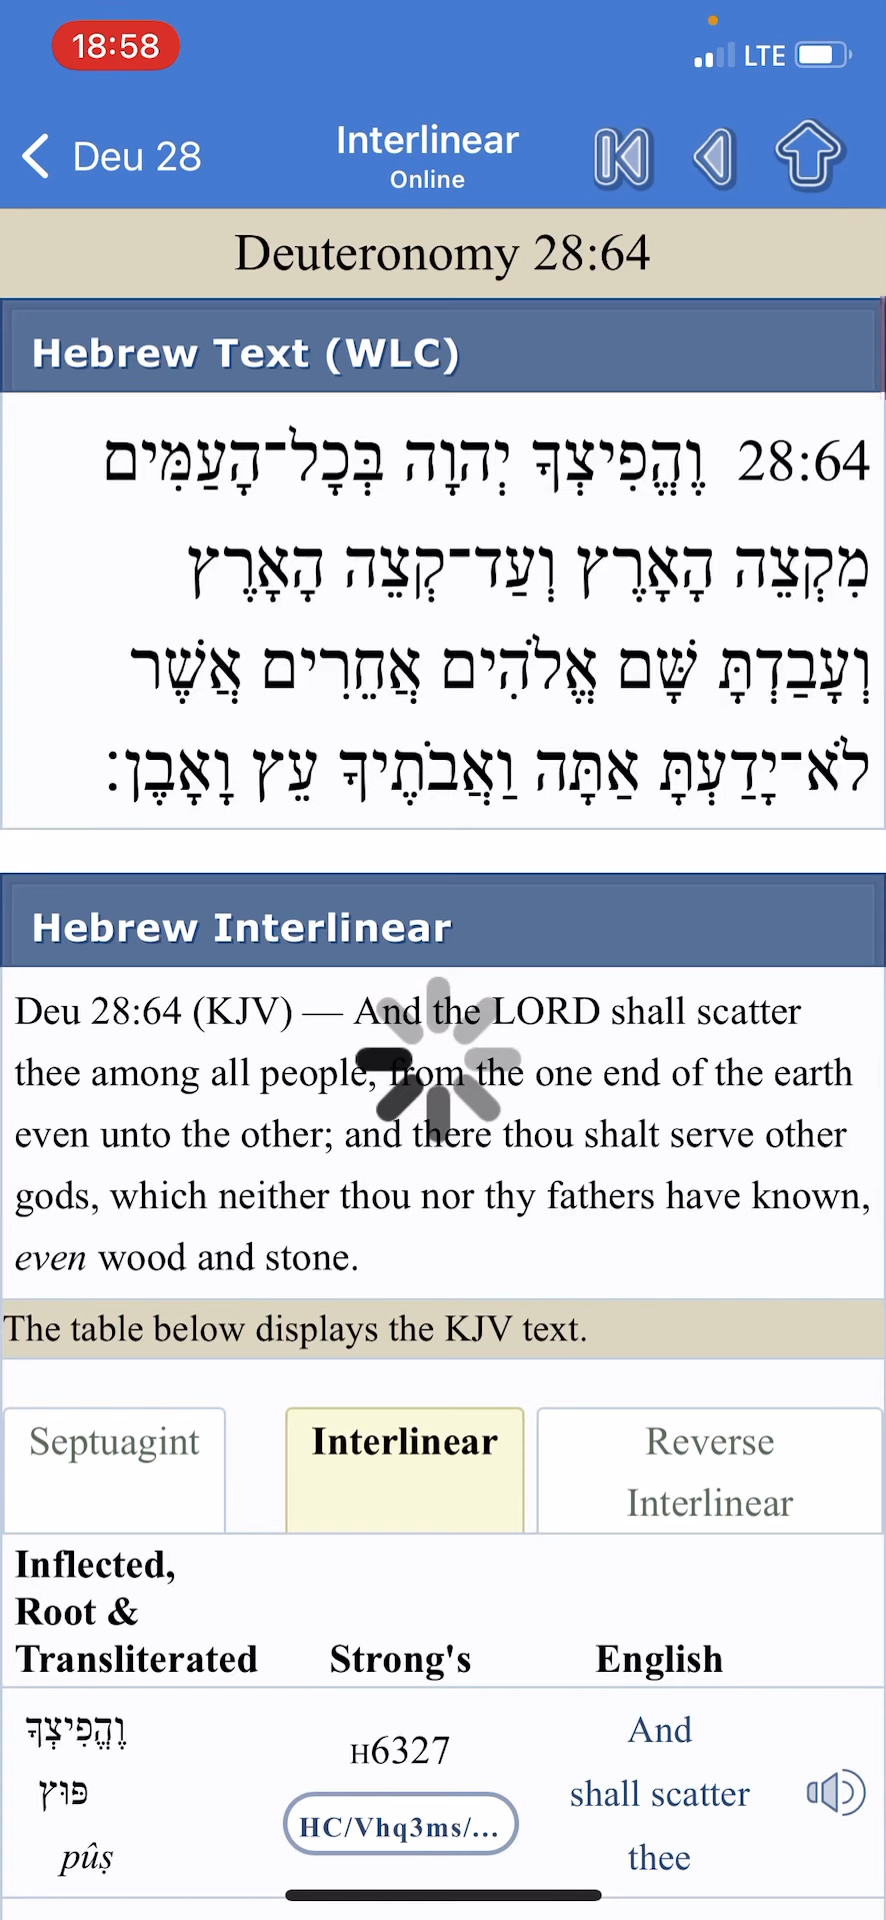 18:58
LTE
Deu 28
Interlinear
Online
Deuteronomy 28:64
Hebrew Text (WLC)
28:64 וֶהֱפִיצְךָ יְהוָה בְּכָל־הָעַמִּים
מִקְצֵה הָאָרֶץ וְעַד־קְצֵה הָאָרֶץ
וְעָבַדְתָּ שָּׁם אֱלֹהִים אֲחֵרִים אֲשֶׁר
לֹא־יָדַעְתָּ אַתָּה וַאֲבֹתֶיךָ עֵץ וָאָבֶן׃
Hebrew Interlinear
Deu 28:64 (KJV) — And the LORD shall scatter
thee among all people, from the one end of the earth
even unto the other; and there thou shalt serve other
gods, which neither thou nor thy fathers have known,
even wood and stone.
The table below displays the KJV text.
Septuagint
Interlinear
Reverse
Interlinear
Inflected,
Root &
Transliterated
Strong's
English
וֶהֱפִיצְךָ
פּוּץ
pûṣ
H6327
HC/Vhq3ms/...
And
shall scatter
thee